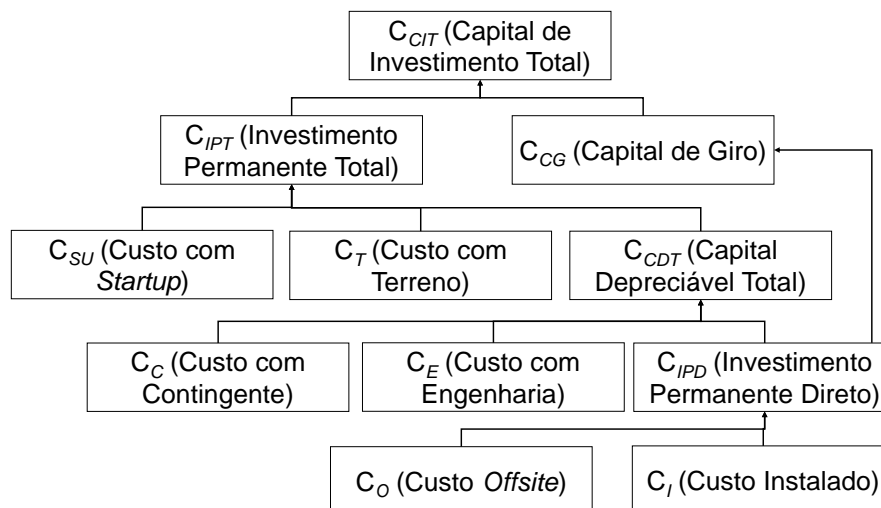 C_CIT (Capital de
Investimento Total)
C_IPT (Investimento
Permanente Total)
C_CG (Capital de Giro)
C_SU (Custo com
Startup)
C_T (Custo com
Terreno)
C_CDT (Capital
Depreciável Total)
C_C (Custo com
Contingente)
C_E (Custo com
Engenharia)
C_IPD (Investimento
Permanente Direto)
C_O (Custo Offsite)
C_I (Custo Instalado)